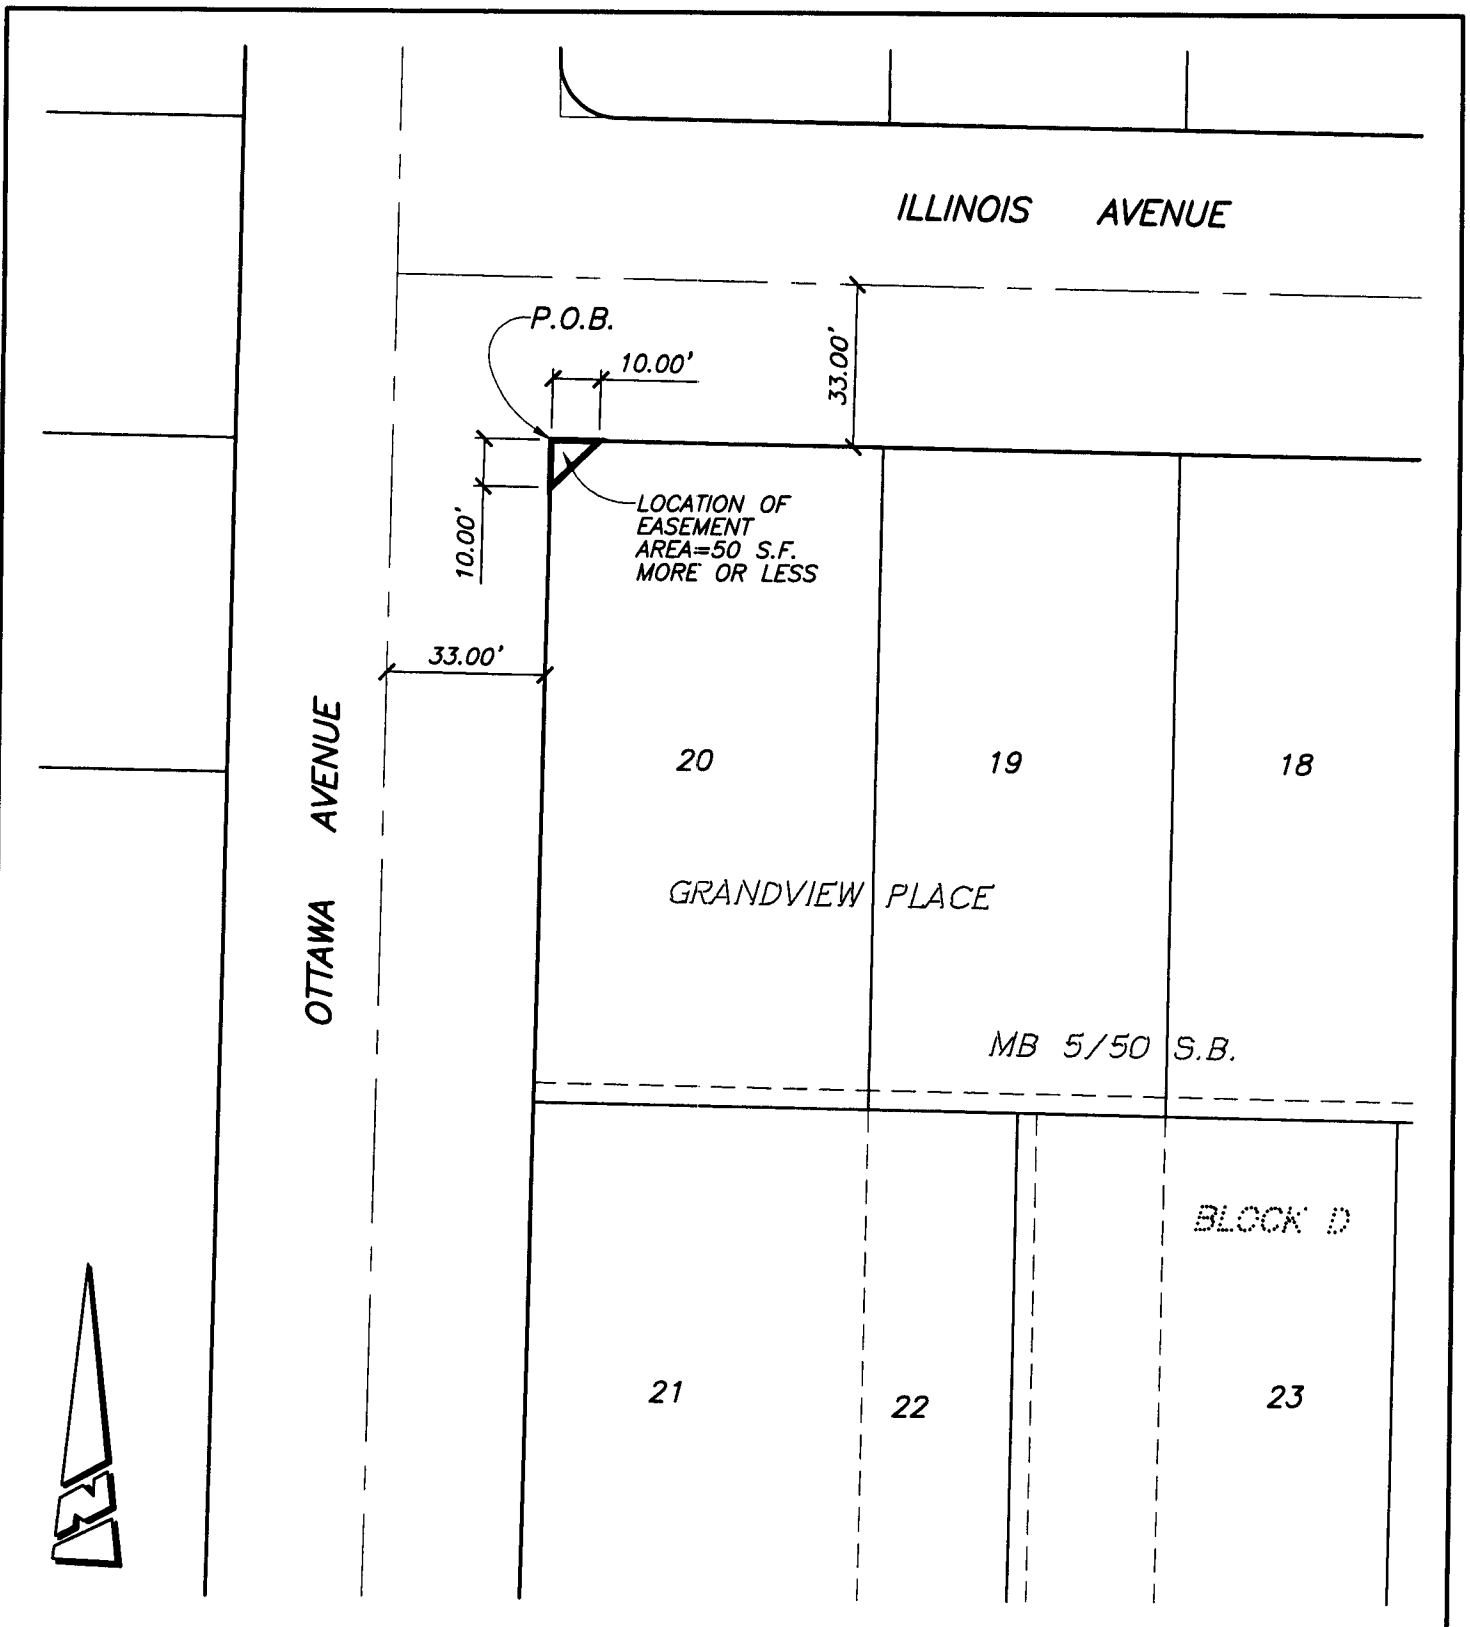 ILLINOIS AVENUE
P.O.B.
10.00'
33.00'
10.00'
LOCATION OF
EASEMENT
AREA=50 S.F.
MORE OR LESS
33.00'
OTTAWA AVENUE
20
19
18
GRANDVIEW PLACE
MB 5/50 S.B.
BLOCK D
21
22
23
N